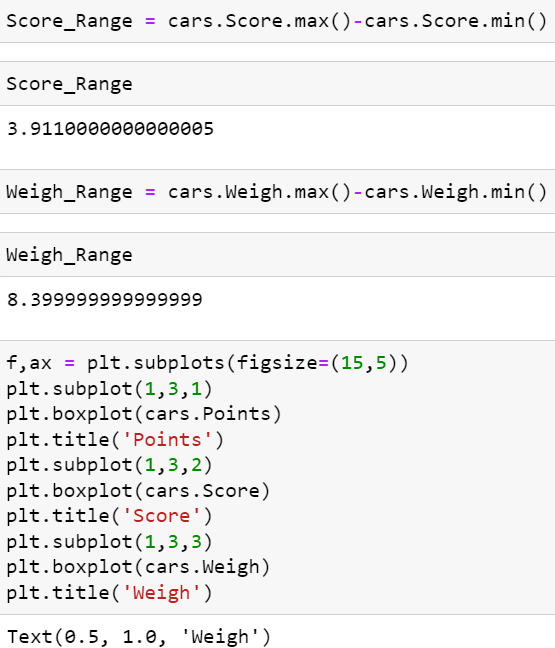 Score_Range = cars.Score.max()-cars.Score.min()
Score_Range
3.9110000000000005
Weigh_Range = cars.Weigh.max()-cars.Weigh.min()
Weigh_Range
8.399999999999999
f,ax = plt.subplots(figsize=(15,5))
plt.subplot(1,3,1)
plt.boxplot(cars.Points)
plt.title('Points')
plt.subplot(1,3,2)
plt.boxplot(cars.Score)
plt.title('Score')
plt.subplot(1,3,3)
plt.boxplot(cars.Weigh)
plt.title('Weigh')
Text(0.5, 1.0, 'Weigh')